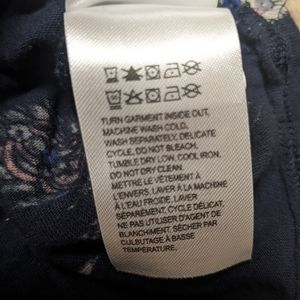 TURN GARMENT INSIDE OUT,
MACHINE WASH COLD,
WASH SEPARATELY, DELICATE
CYCLE, DO NOT BLEACH,
TUMBLE DRY LOW, COOL IRON,
DO NOT DRY CLEAN
METTRE LE VÊTEMENT À
L'ENVERS, LAVER À LA MACHINE
À L'EAU FROIDE, LAVER
SÉPARÉMENT, CYCLE DÉLICAT,
NE PAS UTILISER D'AGENT DE
BLANCHIMENT, SÉCHER PAR
CULBUTAGE À BASSE
TEMPÉRATURE,